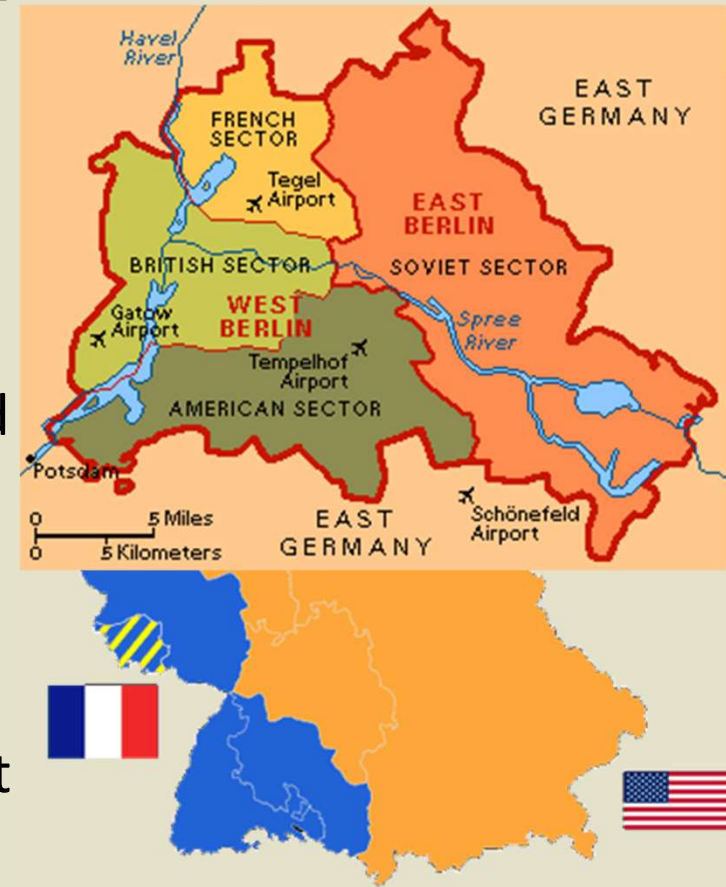 Havel
River
EAST
GERMANY
FRENCH
SECTOR
Tegel
Airport
EAST
BERLIN
BRITISH SECTOR
SOVIET SECTOR
Gatow
Airport
WEST
BERLIN
Spree
River
Tempelhof
Airport
AMERICAN SECTOR
d
Potsdam
0 5 Miles
0 5 Kilometers
EAST
GERMANY
Schönefeld
Airport
t